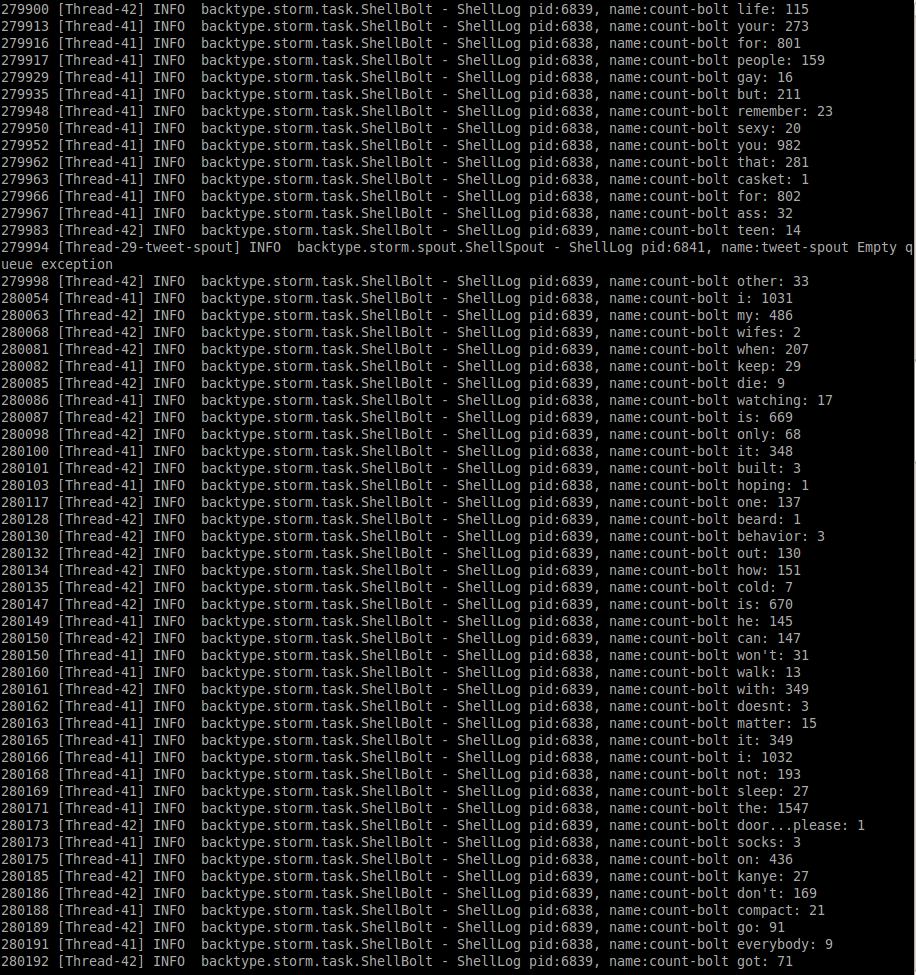 279900 [Thread-42] INFO  backtype.storm.task.ShellBolt - ShellLog pid:6839, name:count-bolt life: 115
279913 [Thread-41] INFO  backtype.storm.task.ShellBolt - ShellLog pid:6838, name:count-bolt your: 273
279916 [Thread-41] INFO  backtype.storm.task.ShellBolt - ShellLog pid:6838, name:count-bolt for: 801
279917 [Thread-41] INFO  backtype.storm.task.ShellBolt - ShellLog pid:6838, name:count-bolt people: 159
279929 [Thread-41] INFO  backtype.storm.task.ShellBolt - ShellLog pid:6838, name:count-bolt gay: 16
279935 [Thread-41] INFO  backtype.storm.task.ShellBolt - ShellLog pid:6838, name:count-bolt but: 211
279948 [Thread-41] INFO  backtype.storm.task.ShellBolt - ShellLog pid:6838, name:count-bolt remember: 23
279950 [Thread-41] INFO  backtype.storm.task.ShellBolt - ShellLog pid:6838, name:count-bolt sexy: 20
279952 [Thread-41] INFO  backtype.storm.task.ShellBolt - ShellLog pid:6838, name:count-bolt you: 982
279962 [Thread-41] INFO  backtype.storm.task.ShellBolt - ShellLog pid:6838, name:count-bolt that: 281
279963 [Thread-41] INFO  backtype.storm.task.ShellBolt - ShellLog pid:6838, name:count-bolt casket: 1
279966 [Thread-41] INFO  backtype.storm.task.ShellBolt - ShellLog pid:6838, name:count-bolt for: 802
279967 [Thread-41] INFO  backtype.storm.task.ShellBolt - ShellLog pid:6838, name:count-bolt ass: 32
279983 [Thread-42] INFO  backtype.storm.task.ShellBolt - ShellLog pid:6839, name:count-bolt teen: 14
279994 [Thread-29-tweet-spout] INFO  backtype.storm.spout.ShellSpout - ShellLog pid:6841, name:tweet-spout Empty q
ueue exception
279998 [Thread-42] INFO  backtype.storm.task.ShellBolt - ShellLog pid:6839, name:count-bolt other: 33
280054 [Thread-41] INFO  backtype.storm.task.ShellBolt - ShellLog pid:6838, name:count-bolt i: 1031
280063 [Thread-42] INFO  backtype.storm.task.ShellBolt - ShellLog pid:6839, name:count-bolt my: 486
280068 [Thread-42] INFO  backtype.storm.task.ShellBolt - ShellLog pid:6839, name:count-bolt wifes: 2
280081 [Thread-42] INFO  backtype.storm.task.ShellBolt - ShellLog pid:6839, name:count-bolt when: 207
280082 [Thread-41] INFO  backtype.storm.task.ShellBolt - ShellLog pid:6838, name:count-bolt keep: 29
280085 [Thread-42] INFO  backtype.storm.task.ShellBolt - ShellLog pid:6839, name:count-bolt die: 9
280086 [Thread-41] INFO  backtype.storm.task.ShellBolt - ShellLog pid:6838, name:count-bolt watching: 17
280087 [Thread-42] INFO  backtype.storm.task.ShellBolt - ShellLog pid:6839, name:count-bolt is: 669
280098 [Thread-42] INFO  backtype.storm.task.ShellBolt - ShellLog pid:6839, name:count-bolt only: 68
280100 [Thread-41] INFO  backtype.storm.task.ShellBolt - ShellLog pid:6838, name:count-bolt it: 348
280101 [Thread-42] INFO  backtype.storm.task.ShellBolt - ShellLog pid:6839, name:count-bolt built: 3
280103 [Thread-41] INFO  backtype.storm.task.ShellBolt - ShellLog pid:6838, name:count-bolt hoping: 1
280117 [Thread-42] INFO  backtype.storm.task.ShellBolt - ShellLog pid:6839, name:count-bolt one: 137
280128 [Thread-42] INFO  backtype.storm.task.ShellBolt - ShellLog pid:6839, name:count-bolt beard: 1
280130 [Thread-42] INFO  backtype.storm.task.ShellBolt - ShellLog pid:6839, name:count-bolt behavior: 3
280132 [Thread-42] INFO  backtype.storm.task.ShellBolt - ShellLog pid:6839, name:count-bolt out: 130
280134 [Thread-42] INFO  backtype.storm.task.ShellBolt - ShellLog pid:6839, name:count-bolt how: 151
280135 [Thread-42] INFO  backtype.storm.task.ShellBolt - ShellLog pid:6839, name:count-bolt cold: 7
280147 [Thread-42] INFO  backtype.storm.task.ShellBolt - ShellLog pid:6839, name:count-bolt is: 670
280149 [Thread-41] INFO  backtype.storm.task.ShellBolt - ShellLog pid:6838, name:count-bolt he: 145
280150 [Thread-42] INFO  backtype.storm.task.ShellBolt - ShellLog pid:6839, name:count-bolt can: 147
280150 [Thread-41] INFO  backtype.storm.task.ShellBolt - ShellLog pid:6838, name:count-bolt won't: 31
280160 [Thread-41] INFO  backtype.storm.task.ShellBolt - ShellLog pid:6838, name:count-bolt walk: 13
280161 [Thread-42] INFO  backtype.storm.task.ShellBolt - ShellLog pid:6839, name:count-bolt with: 349
280162 [Thread-41] INFO  backtype.storm.task.ShellBolt - ShellLog pid:6838, name:count-bolt doesnt: 3
280163 [Thread-41] INFO  backtype.storm.task.ShellBolt - ShellLog pid:6838, name:count-bolt matter: 15
280165 [Thread-41] INFO  backtype.storm.task.ShellBolt - ShellLog pid:6838, name:count-bolt it: 349
280166 [Thread-41] INFO  backtype.storm.task.ShellBolt - ShellLog pid:6838, name:count-bolt i: 1032
280168 [Thread-41] INFO  backtype.storm.task.ShellBolt - ShellLog pid:6838, name:count-bolt not: 193
280169 [Thread-41] INFO  backtype.storm.task.ShellBolt - ShellLog pid:6838, name:count-bolt sleep: 27
280171 [Thread-41] INFO  backtype.storm.task.ShellBolt - ShellLog pid:6838, name:count-bolt the: 1547
280173 [Thread-42] INFO  backtype.storm.task.ShellBolt - ShellLog pid:6839, name:count-bolt door...please: 1
280173 [Thread-41] INFO  backtype.storm.task.ShellBolt - ShellLog pid:6838, name:count-bolt socks: 3
280175 [Thread-41] INFO  backtype.storm.task.ShellBolt - ShellLog pid:6838, name:count-bolt on: 436
280185 [Thread-42] INFO  backtype.storm.task.ShellBolt - ShellLog pid:6839, name:count-bolt kanye: 27
280186 [Thread-42] INFO  backtype.storm.task.ShellBolt - ShellLog pid:6839, name:count-bolt don't: 169
280188 [Thread-41] INFO  backtype.storm.task.ShellBolt - ShellLog pid:6838, name:count-bolt compact: 21
280189 [Thread-42] INFO  backtype.storm.task.ShellBolt - ShellLog pid:6839, name:count-bolt go: 91
280191 [Thread-41] INFO  backtype.storm.task.ShellBolt - ShellLog pid:6838, name:count-bolt everybody: 9
280192 [Thread-42] INFO  backtype.storm.task.ShellBolt - ShellLog pid:6839, name:count-bolt got: 71